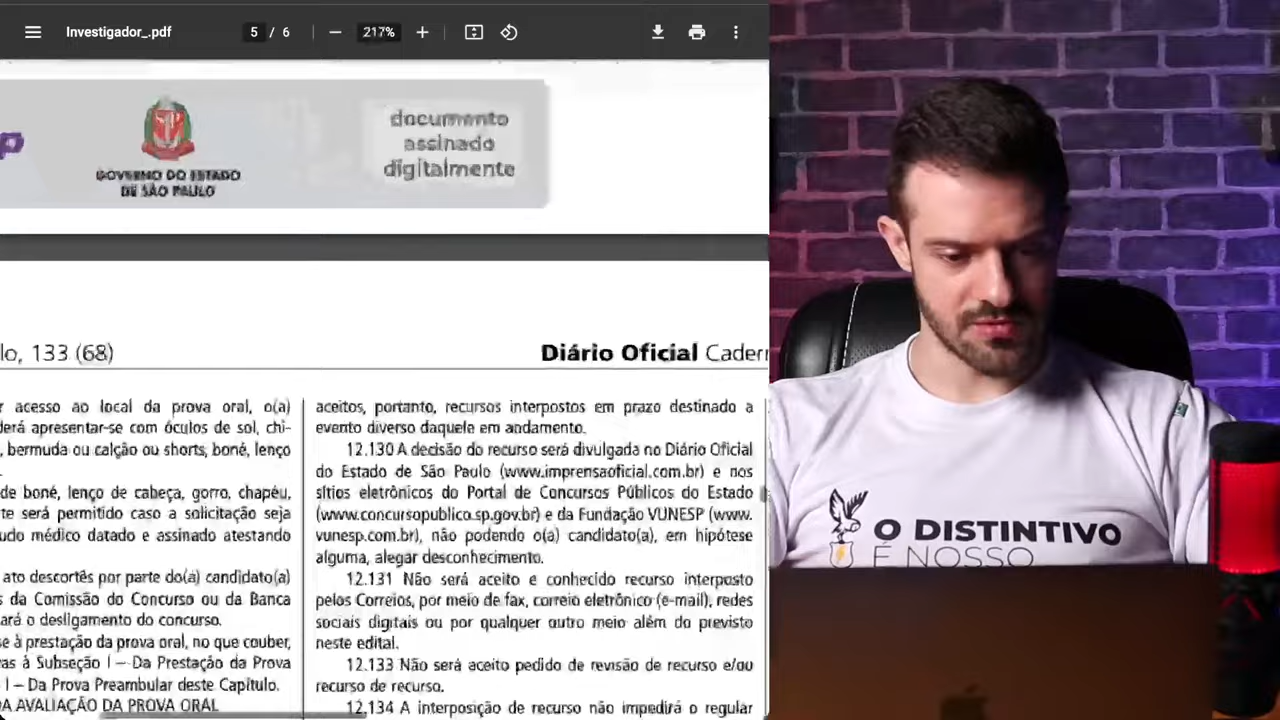 Investigador_.pdf
5 / 6
217%
p
GOVERNO DO ESTADO
DE SÃO PAULO
documento
assinado
digitalmente
lo, 133 (68)
Diário Oficial Cader
r acesso ao local da prova oral, o(a)
derá apresentar-se com óculos de sol, chi-
, bermuda ou calção ou shorts, boné, lenço
de boné, lenço de cabeça, gorro, chapéu,
te será permitido caso a solicitação seja
udo médico datado e assinado atestando
ato descortês por parte do(a) candidato(a)
s da Comissão do Concurso ou da Banca
ará o desligamento do concurso.
se à prestação da prova oral, no que couber,
vas à Subseção I – Da Prestação da Prova
I – Da Prova Preambular deste Capítulo.
DA AVALIAÇÃO DA PROVA ORAL
aceitos, portanto, recursos interpostos em prazo destinado a
evento diverso daquele em andamento.
12.130 A decisão do recurso será divulgada no Diário Oficial
do Estado de São Paulo (www.imprensaoficial.com.br) e nos
sítios eletrônicos do Portal de Concursos Públicos do Estado
(www.concursopublico.sp.gov.br) e da Fundação VUNESP (www.
vunesp.com.br), não podendo o(a) candidato(a), em hipótese
alguma, alegar desconhecimento.
12.131 Não será aceito e conhecido recurso interposto
pelos Correios, por meio de fax, correio eletrônico (e-mail), redes
sociais digitais ou por qualquer outro meio além do previsto
neste edital.
12.133 Não será aceito pedido de revisão de recurso e/ou
recurso de recurso.
12.134 A interposição de recurso não impedirá o regular
O DISTINTIVO
É NOSSO